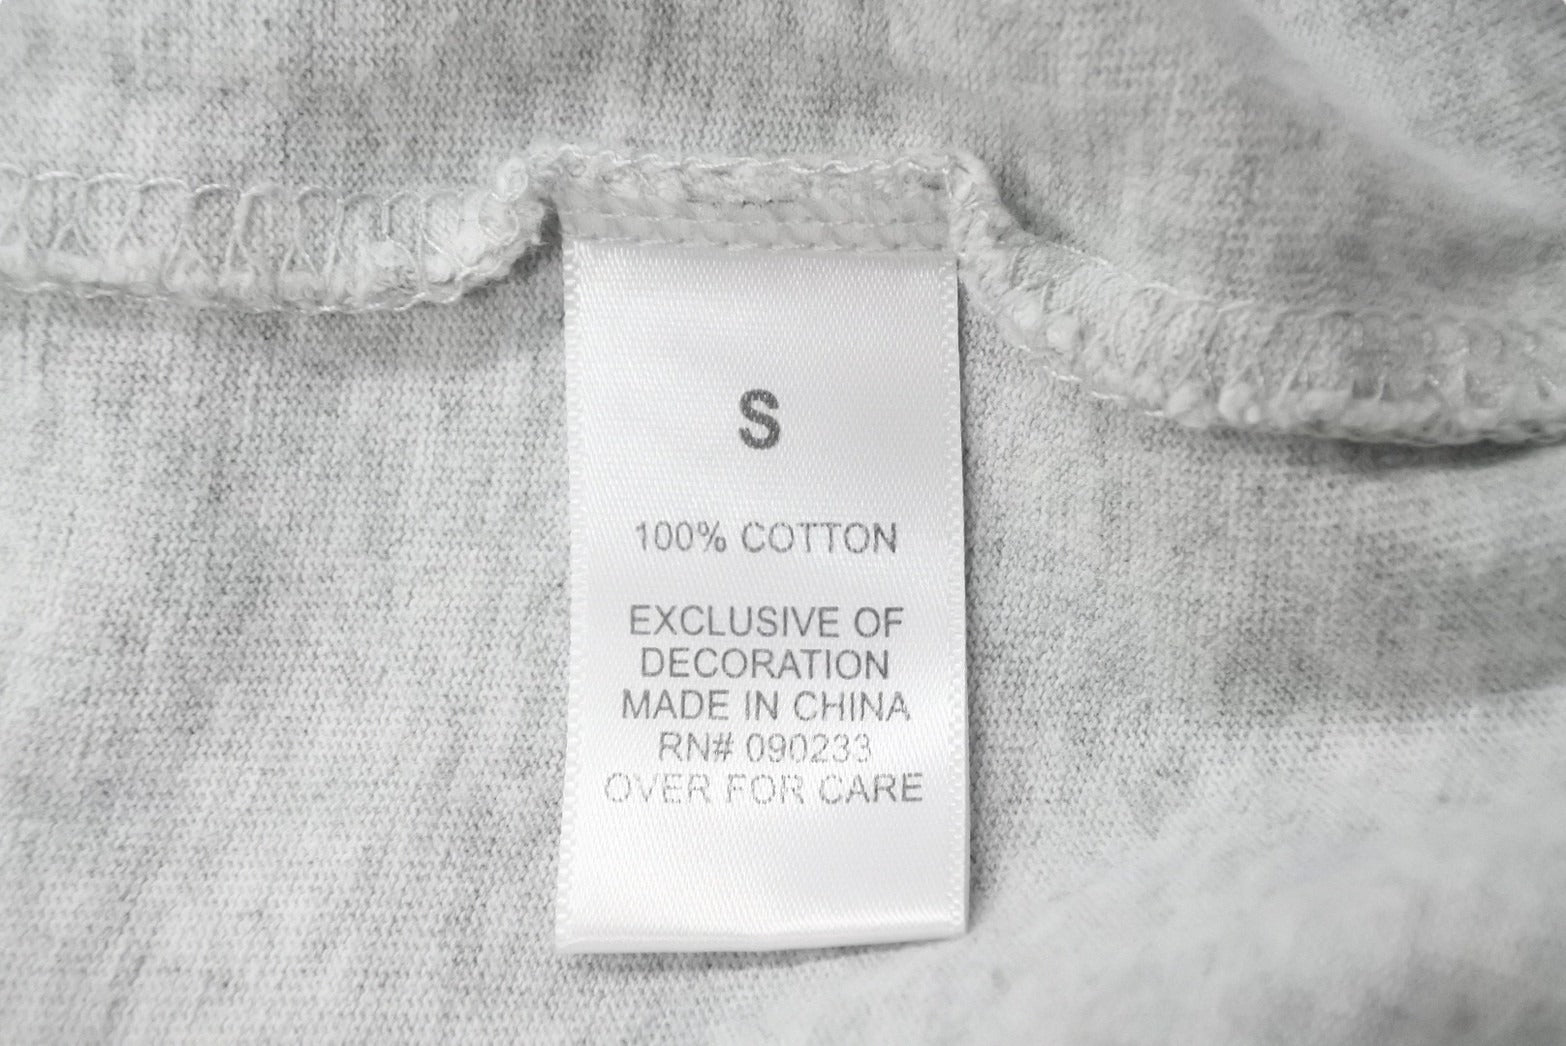 S
100% COTTON
EXCLUSIVE OF
DECORATION
MADE IN CHINA
RN# 090233
OVER FOR CARE